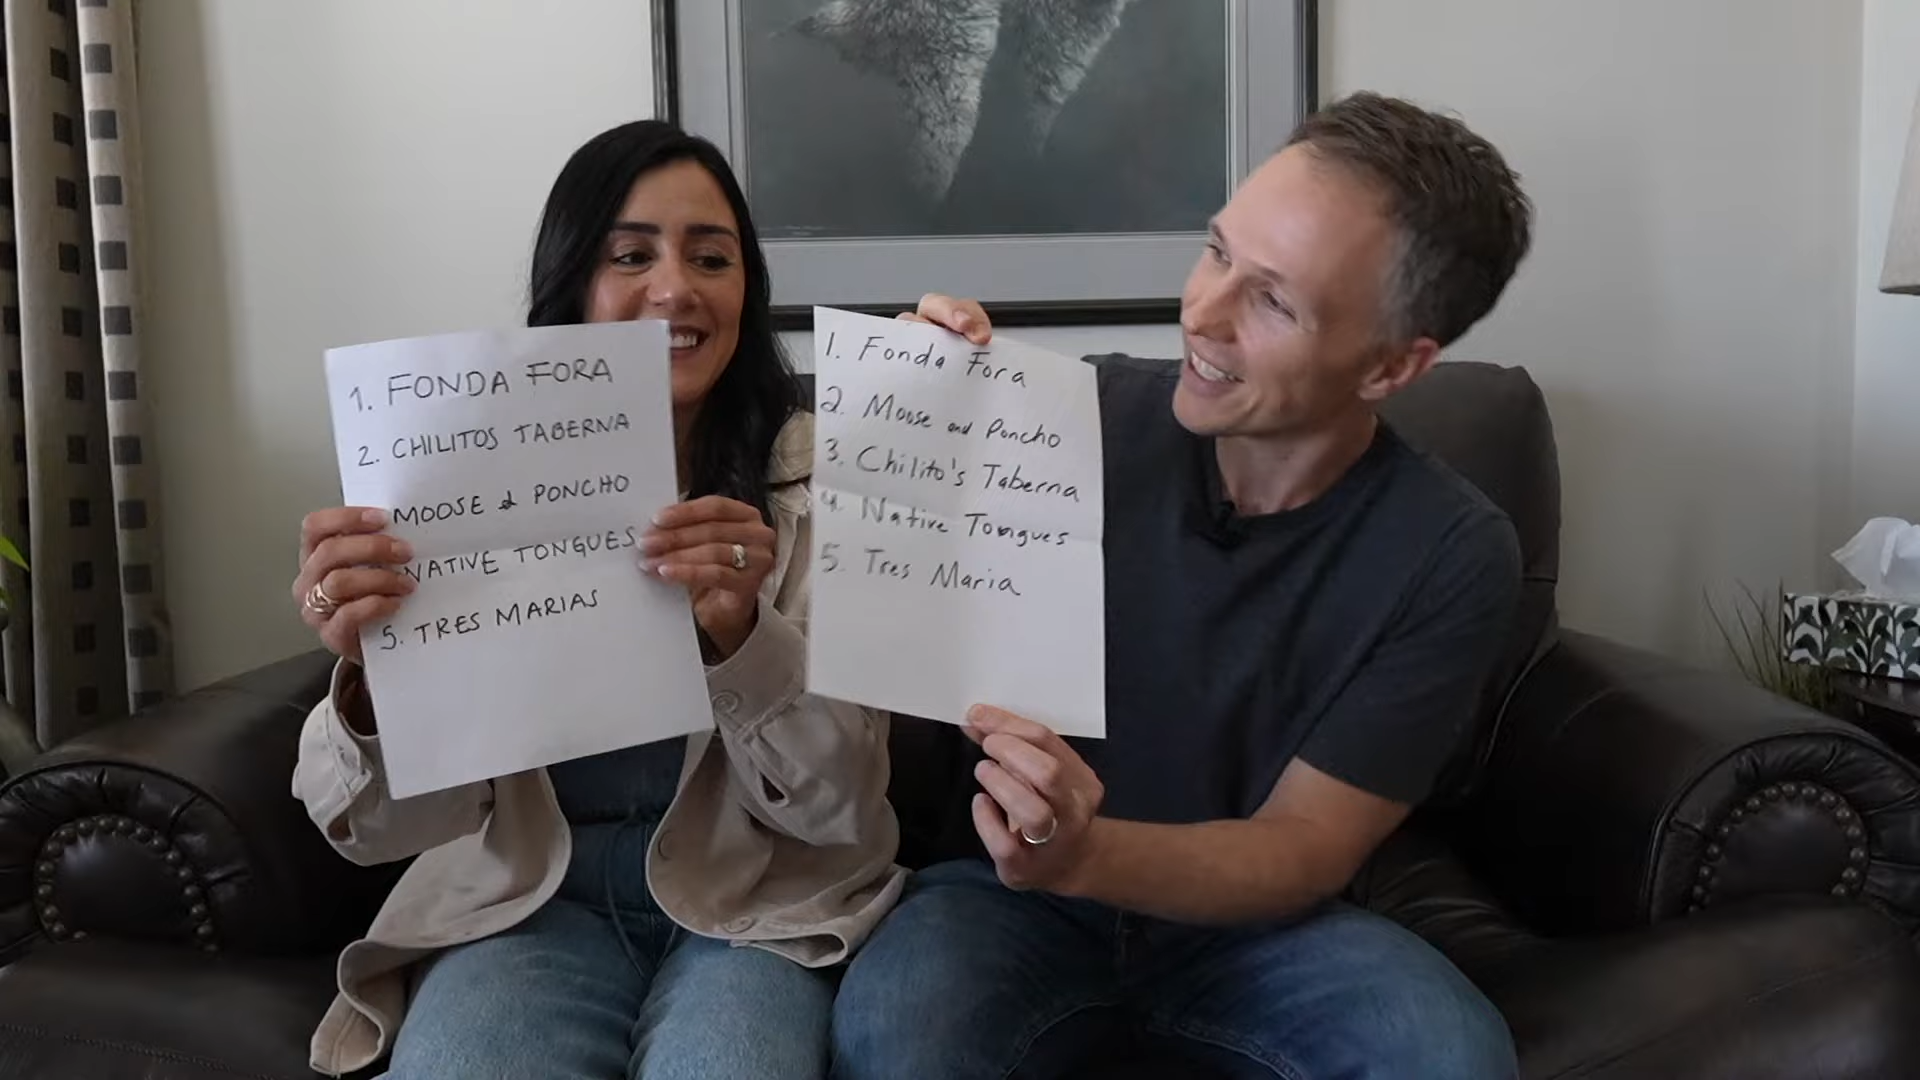 1. FONDA FORA
2. CHILITOS TABERNA
MOOSE & PONCHO
NATIVE TONGUES
5. TRES MARIAS
1. Fonda Fora
2. Moose and Poncho
3. Chilito's Taberna
4. Native Tongues
5. Tres Maria